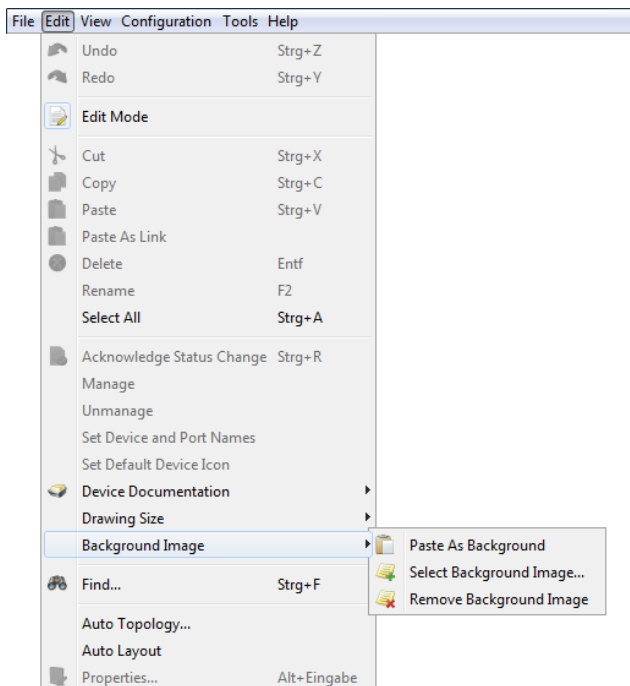 File Edit View Configuration Tools Help
Undo Strg+Z
Redo Strg+Y
Edit Mode
Cut Strg+X
Copy Strg+C
Paste Strg+V
Paste As Link
Delete Entf
Rename F2
Select All Strg+A
Acknowledge Status Change Strg+R
Manage
Unmanage
Set Device and Port Names
Set Default Device Icon
Device Documentation
Drawing Size
Background Image
Paste As Background
Select Background Image...
Remove Background Image
Find... Strg+F
Auto Topology...
Auto Layout
Properties... Alt+Eingabe